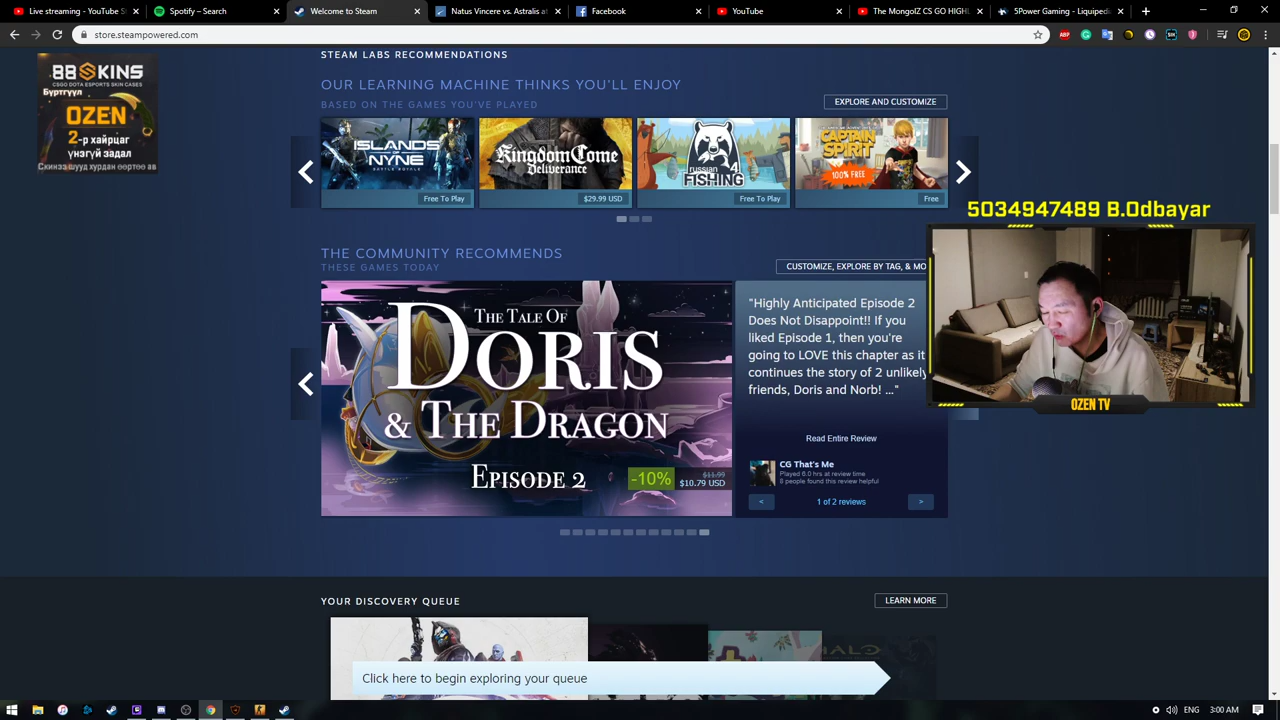 Live streaming - YouTube S
Spotify – Search
Welcome to Steam
Natus Vincere vs. Astralis at
Facebook
YouTube
The MongolZ CS GO HIGHL
5Power Gaming - Liquipedi
store.steampowered.com
STEAM LABS RECOMMENDATIONS
OUR LEARNING MACHINE THINKS YOU'LL ENJOY
BASED ON THE GAMES YOU'VE PLAYED
EXPLORE AND CUSTOMIZE
88SKINS
CSGO DOTA ESPORTS SKIN CASES
Бүртгүүл
OZEN
2-р хайрцаг
үнэгүй задал
Скинээ шууд хурдан өөртөө ав
ISLANDS
OF
NYNE
BATTLE ROYALE
Free To Play
KingdomCome
Deliverance
$29.99 USD
russian
4
FISHING
Free To Play
CAPTAIN
SPIRIT
100% FREE
Free
5034947489 B.Odbayar
THE COMMUNITY RECOMMENDS
THESE GAMES TODAY
CUSTOMIZE, EXPLORE BY TAG, & MO
THE TALE OF
DORIS
& THE DRAGON
EPISODE 2
-10%
$11.99
$10.79 USD
"Highly Anticipated Episode 2
Does Not Disappoint!! If you
liked Episode 1, then you're
going to LOVE this chapter as it
continues the story of 2 unlikely
friends, Doris and Norb! ..."
Read Entire Review
CG That's Me
Played 6.0 hrs at review time
8 people found this review helpful
<
1 of 2 reviews
>
OZEN TV
YOUR DISCOVERY QUEUE
LEARN MORE
HALO
Click here to begin exploring your queue
ENG
3:00 AM